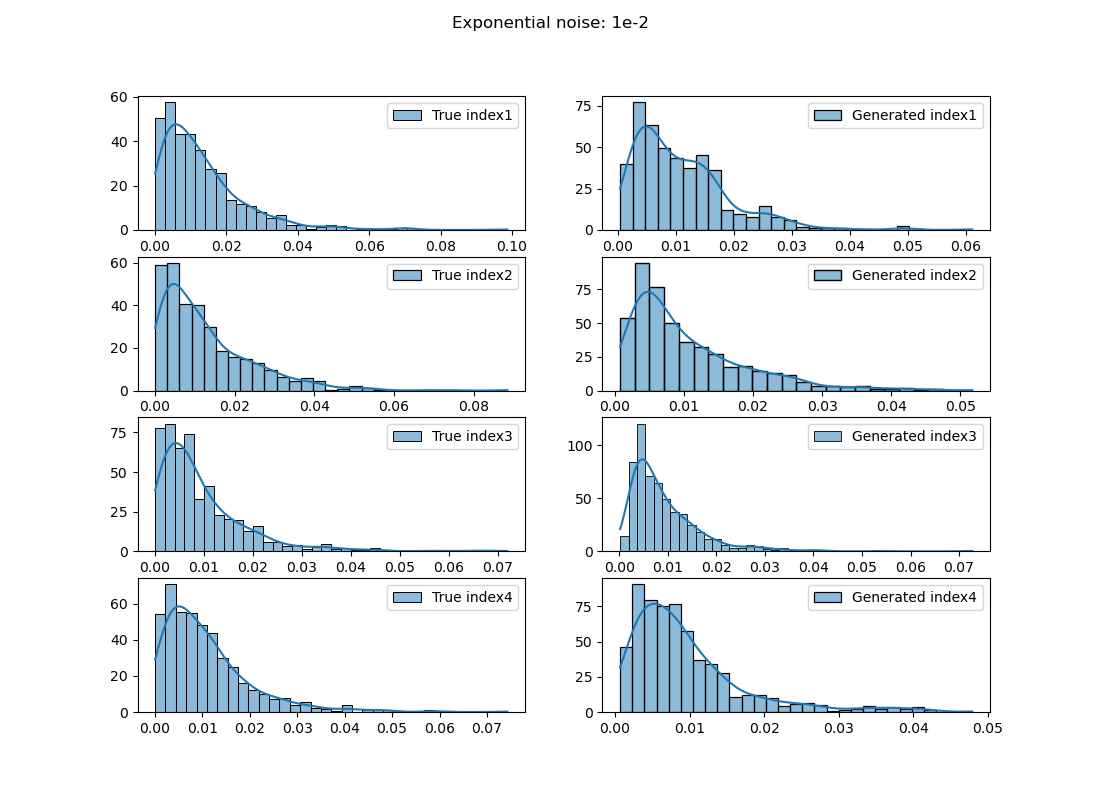 Exponential noise: 1e-2
60
40
20
0
True index1
0.00 0.02 0.04 0.06 0.08 0.10
75
50
25
0
Generated index1
0.00 0.01 0.02 0.03 0.04 0.05 0.06
60
40
20
0
True index2
0.00 0.02 0.04 0.06 0.08
75
50
25
0
Generated index2
0.00 0.01 0.02 0.03 0.04 0.05
75
50
25
0
True index3
0.00 0.01 0.02 0.03 0.04 0.05 0.06 0.07
100
50
0
Generated index3
0.00 0.01 0.02 0.03 0.04 0.05 0.06 0.07
60
40
20
0
True index4
0.00 0.01 0.02 0.03 0.04 0.05 0.06 0.07
75
50
25
0
Generated index4
0.00 0.01 0.02 0.03 0.04 0.05